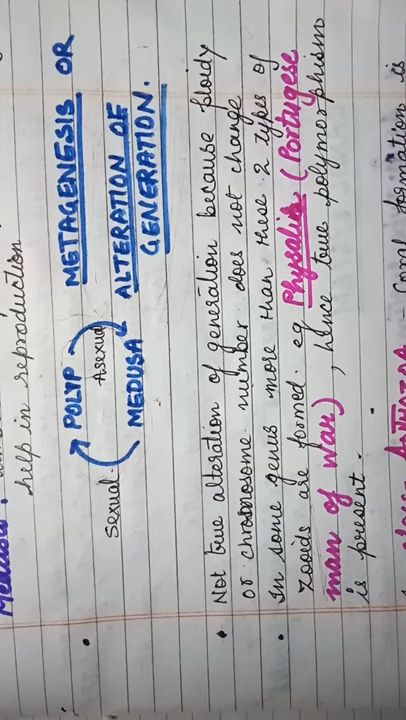 help in reproduction
POLYP METAGENESIS OR
Asexual
Sexual MEDUSA ALTERATION OF
GENERATION.
• Not true alteration of generation because ploidy
or chromosome number does not change
• In some genus more than these 2 types of
zooids are formed. eg Physalia (Portugese
man of war), hence true polymorphism
is present.
class - ANTHOZOA - Coral formation is